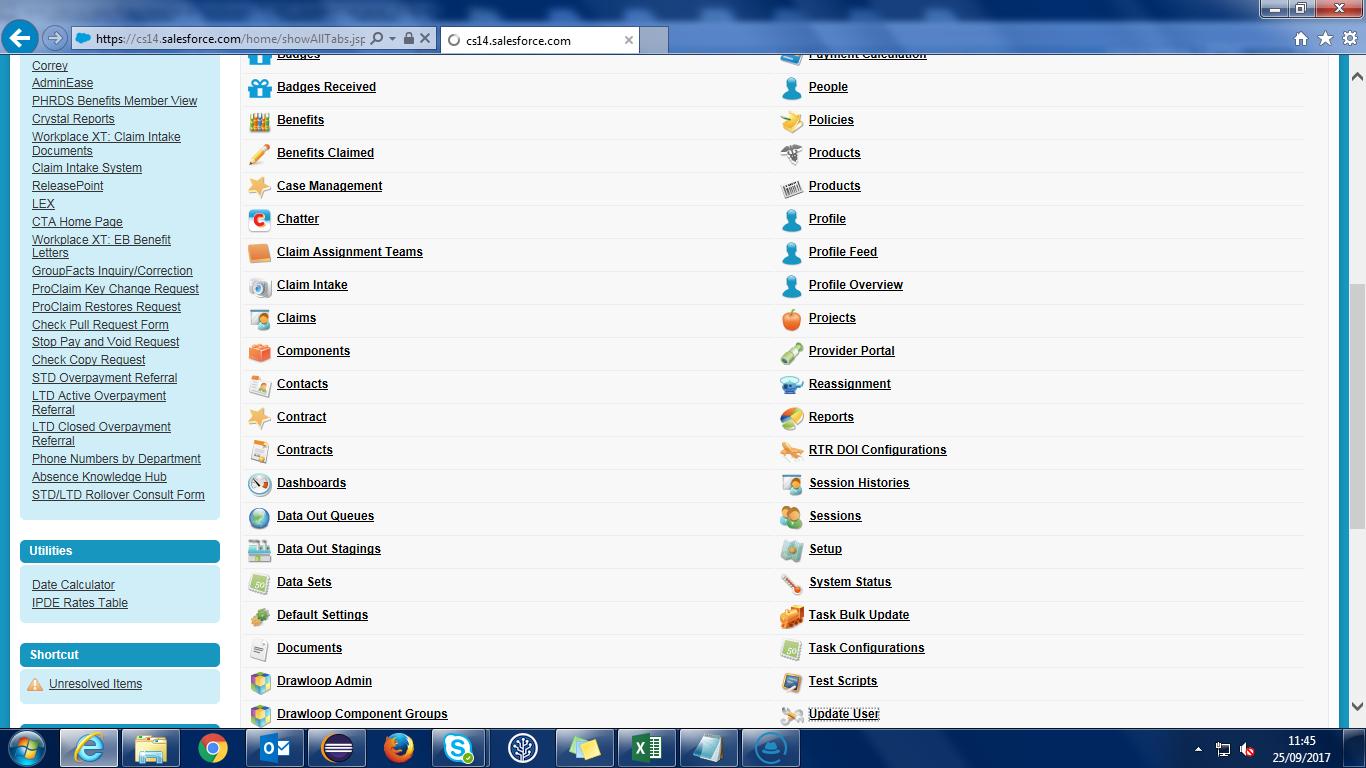 https://cs14.salesforce.com/home/showAllTabs.jsp
cs14.salesforce.com
Correy
AdminEase
PHRDS Benefits Member View
Crystal Reports
Workplace XT: Claim Intake
Documents
Claim Intake System
ReleasePoint
LEX
CTA Home Page
Workplace XT: EB Benefit
Letters
GroupFacts Inquiry/Correction
ProClaim Key Change Request
ProClaim Restores Request
Check Pull Request Form
Stop Pay and Void Request
Check Copy Request
STD Overpayment Referral
LTD Active Overpayment
Referral
LTD Closed Overpayment
Referral
Phone Numbers by Department
Absence Knowledge Hub
STD/LTD Rollover Consult Form
Utilities
Date Calculator
IPDE Rates Table
Shortcut
Unresolved Items
Badges
Badges Received
Benefits
Benefits Claimed
Case Management
Chatter
Claim Assignment Teams
Claim Intake
Claims
Components
Contacts
Contract
Contracts
Dashboards
Data Out Queues
Data Out Stagings
Data Sets
Default Settings
Documents
Drawloop Admin
Drawloop Component Groups
Payment Calculation
People
Policies
Products
Products
Profile
Profile Feed
Profile Overview
Projects
Provider Portal
Reassignment
Reports
RTR DOI Configurations
Session Histories
Sessions
Setup
System Status
Task Bulk Update
Task Configurations
Test Scripts
Update User
11:45
25/09/2017